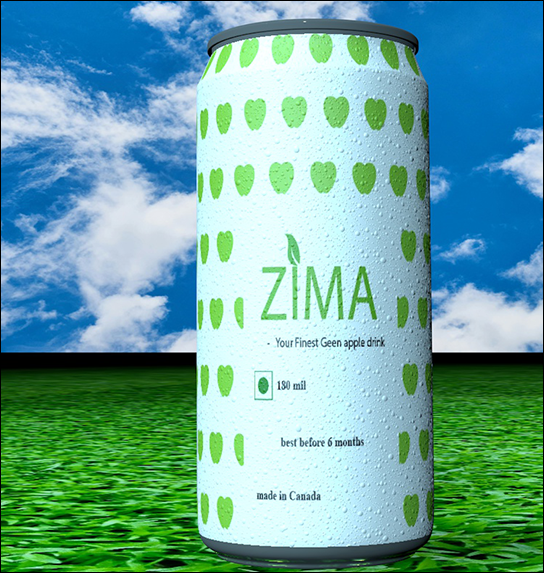 ZIMA
- Your Finest Geen apple drink
180 mil
best before 6 months
made in Canada